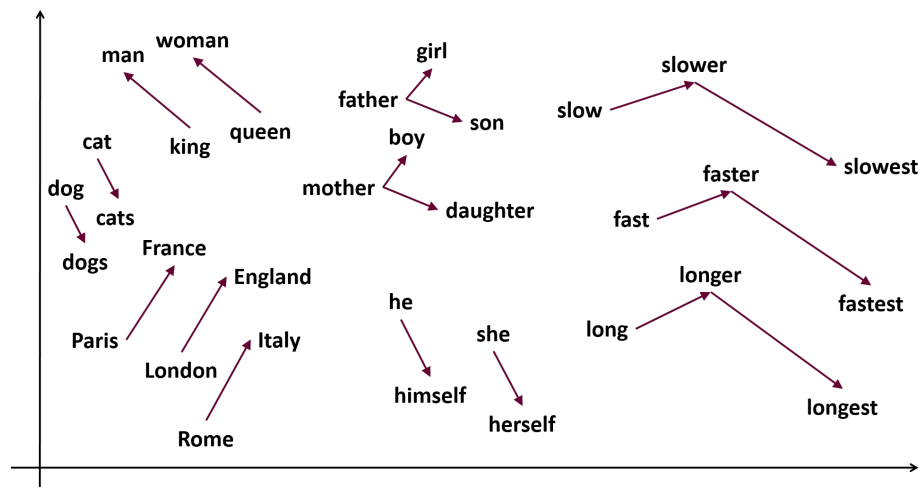 man
woman
king
queen
cat
cats
dog
dogs
France
Paris
England
London
Italy
Rome
girl
father
son
boy
mother
daughter
he
himself
she
herself
slow
slower
slowest
fast
faster
fastest
long
longer
longest